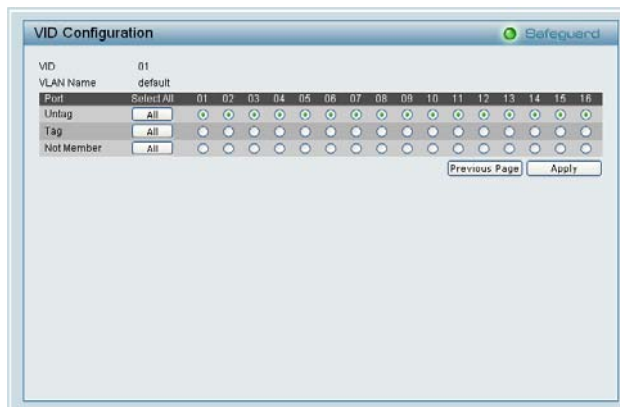 VID Configuration Safeguard
VID 01
VLAN Name default
Port Select All 01 02 03 04 05 06 07 08 09 10 11 12 13 14 15 16
Untag All
Tag All
Not Member All
Previous Page Apply